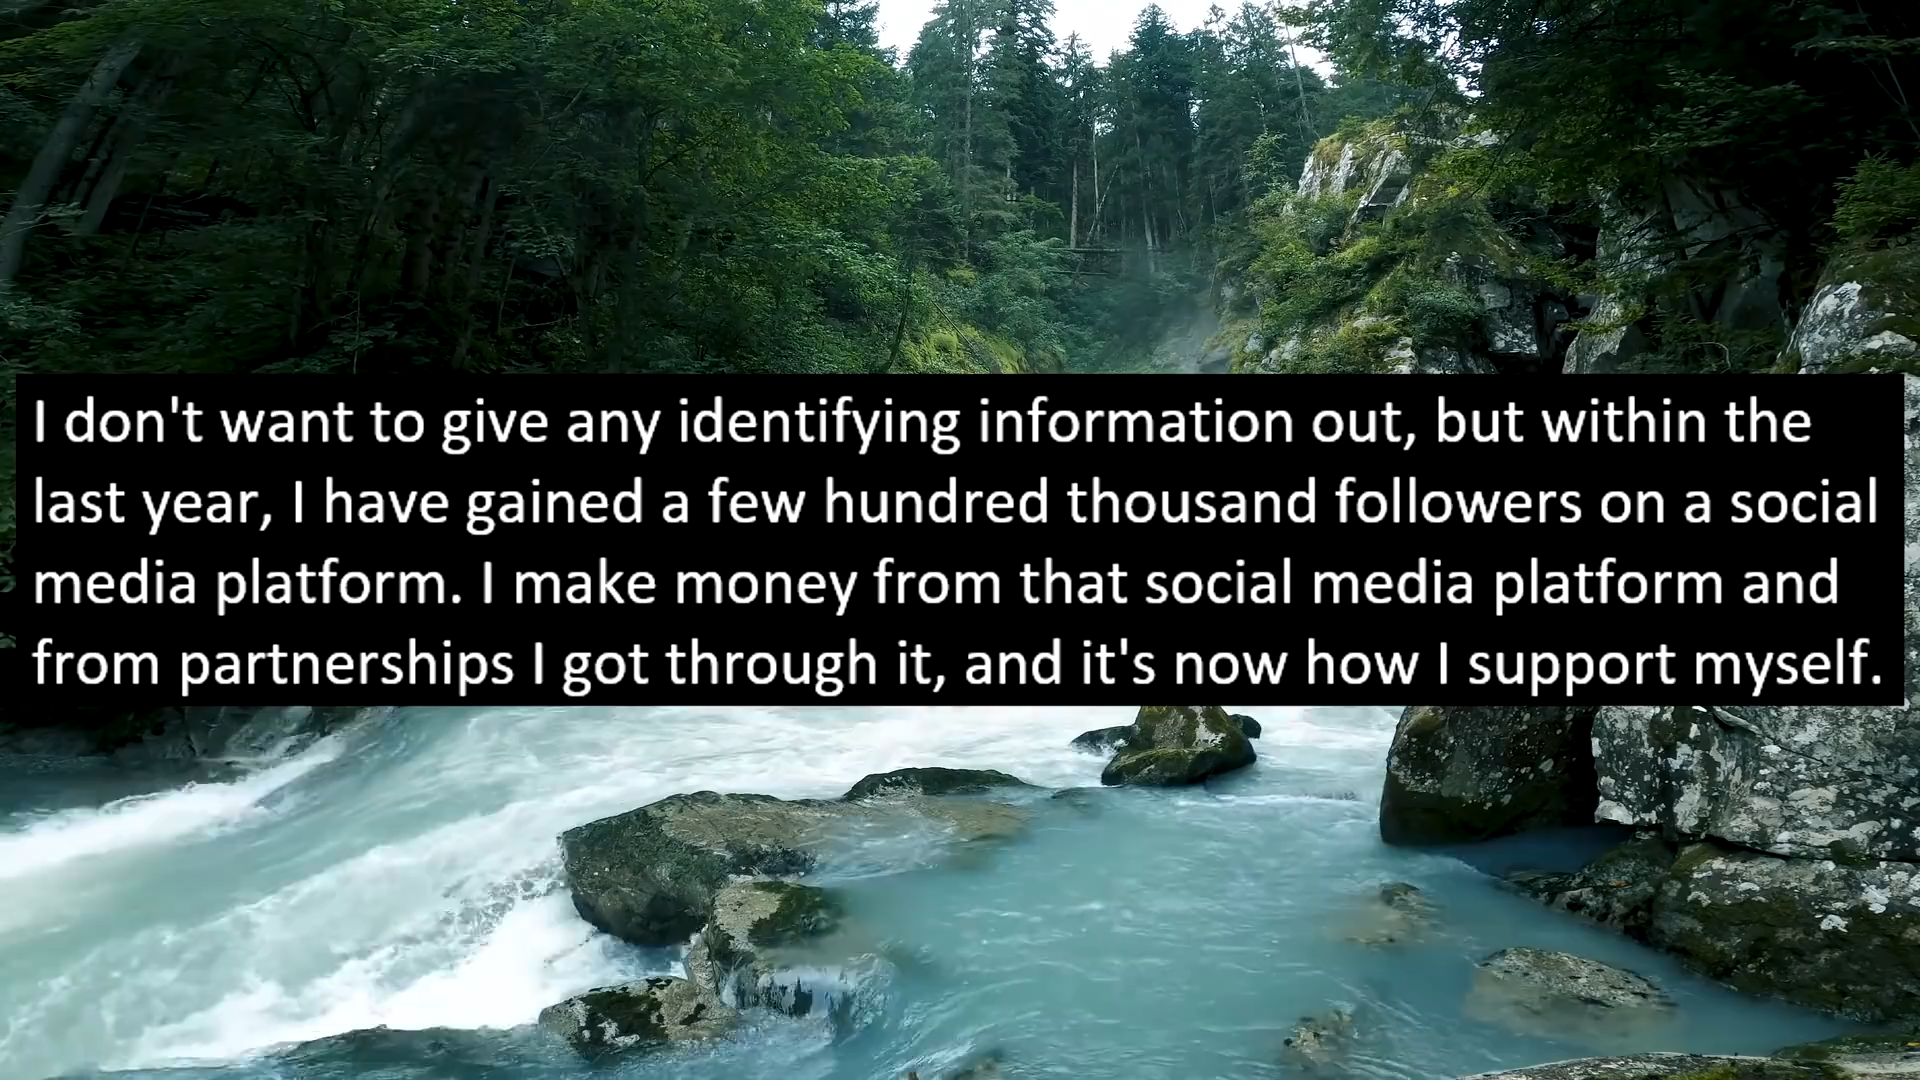 I don't want to give any identifying information out, but within the
last year, I have gained a few hundred thousand followers on a social
media platform. I make money from that social media platform and
from partnerships I got through it, and it's now how I support myself.